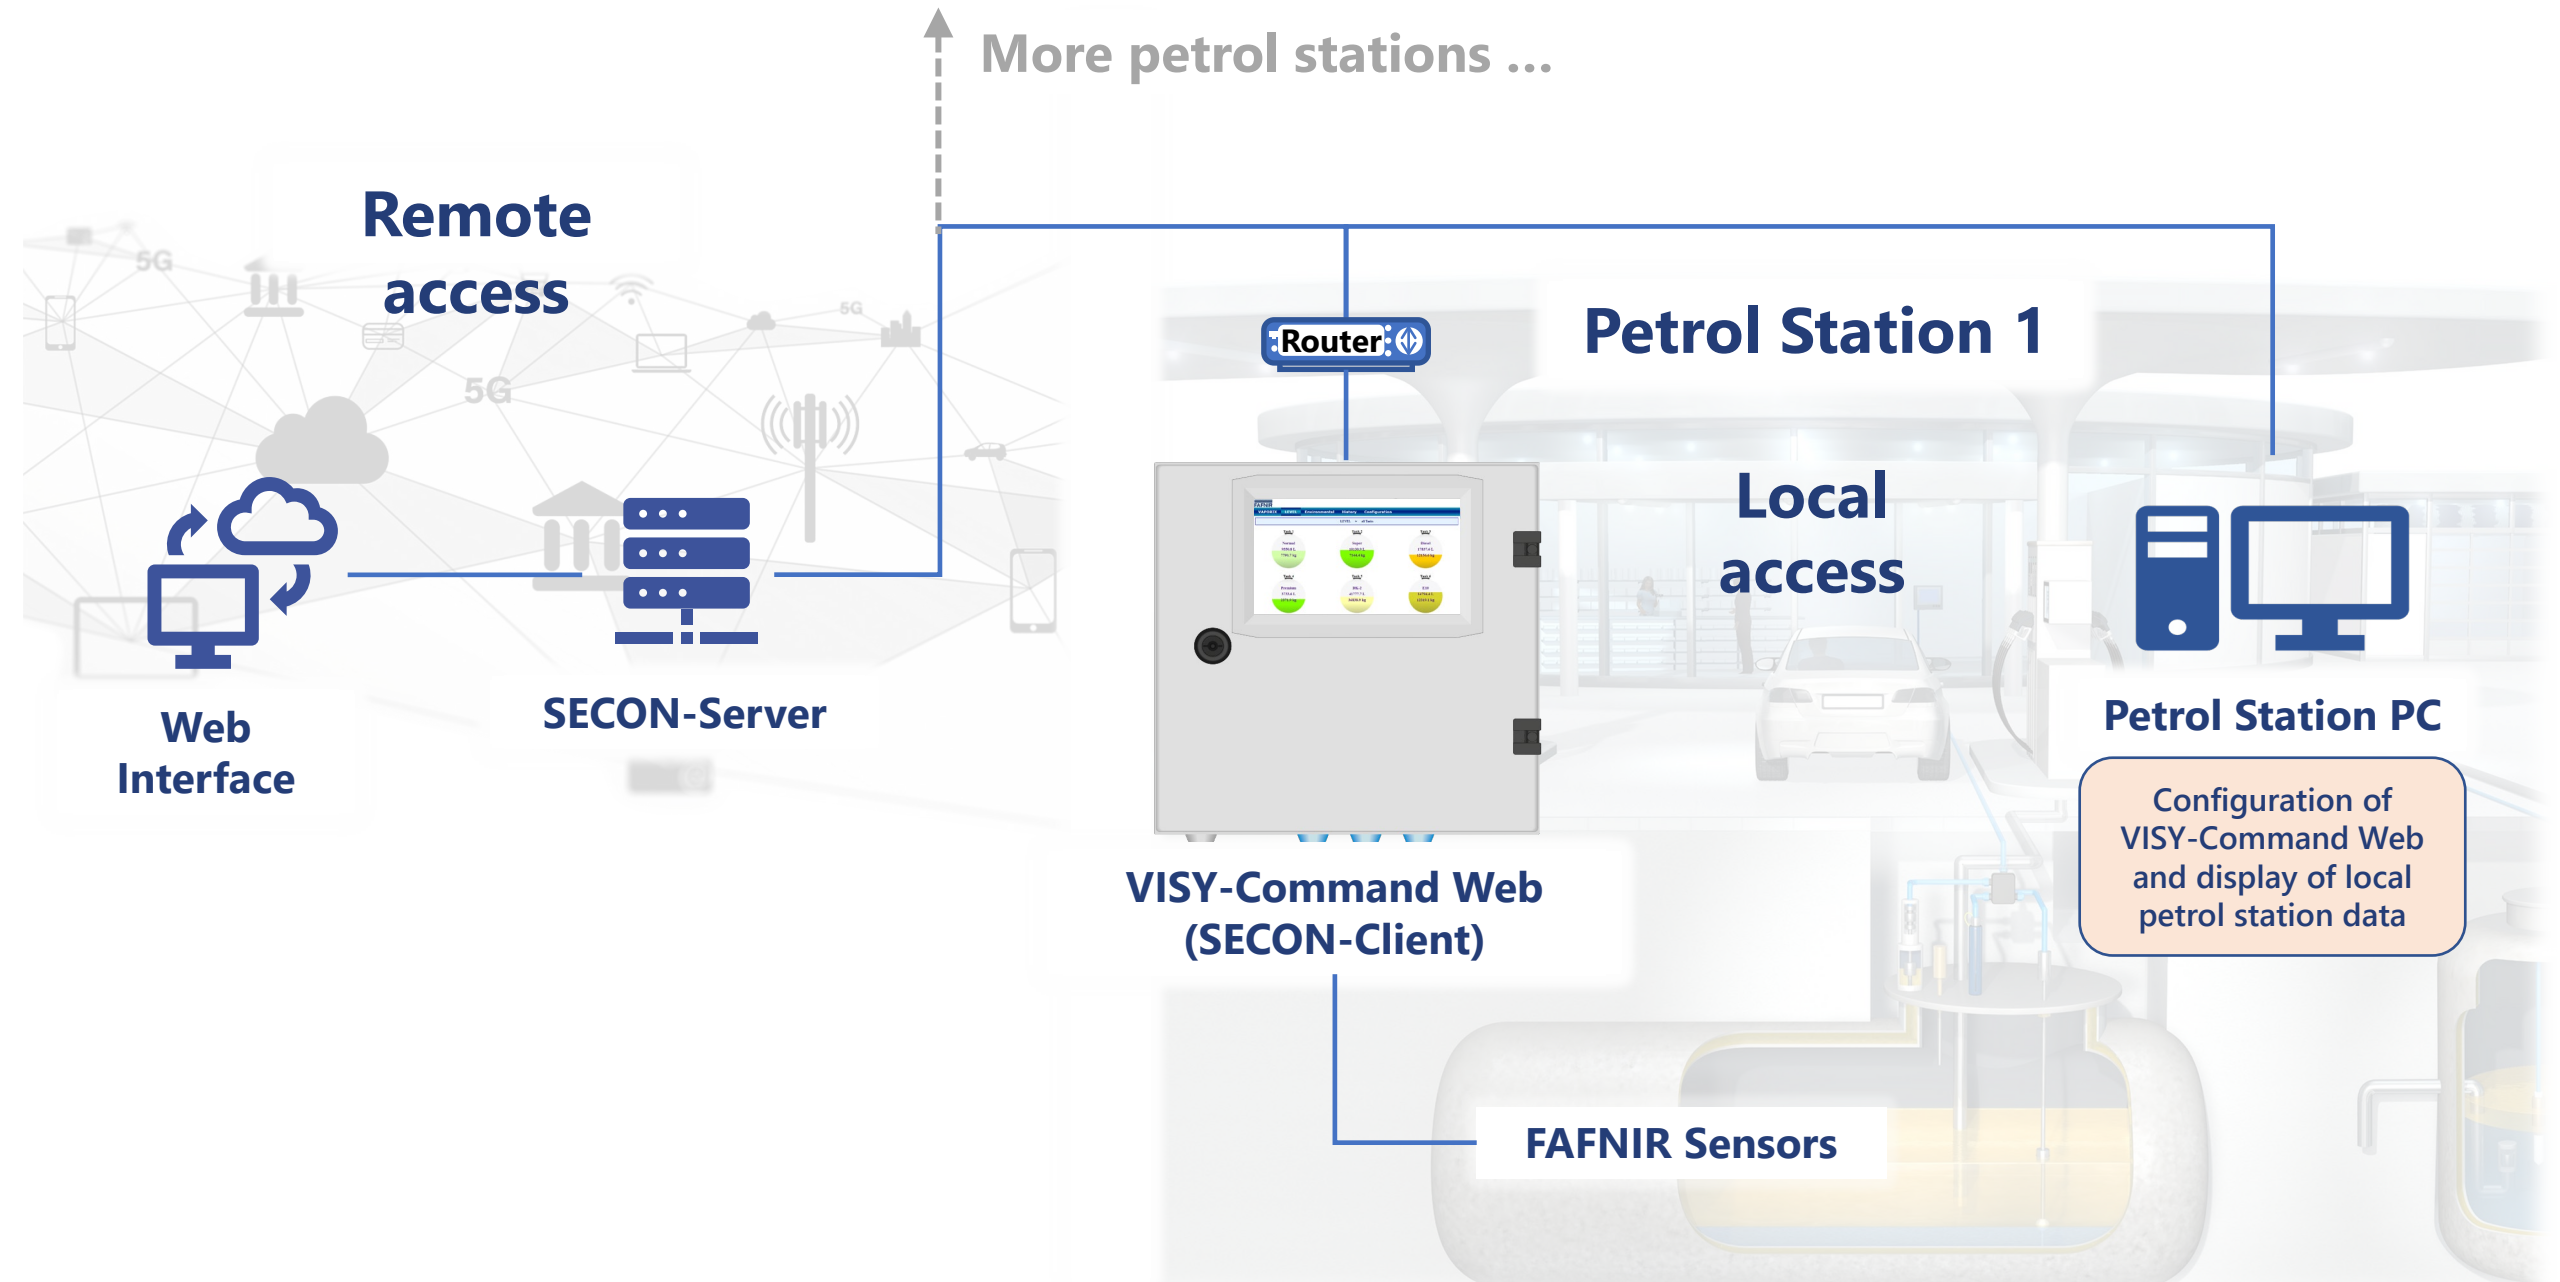 More petrol stations ...
Remote
access
5G
5G
5G
Router
Petrol Station 1
Local
access
FAFNIR
Web
Interface
SECON-Server
VISY-Command Web
(SECON-Client)
Petrol Station PC
Configuration of
VISY-Command Web
and display of local
petrol station data
FAFNIR Sensors